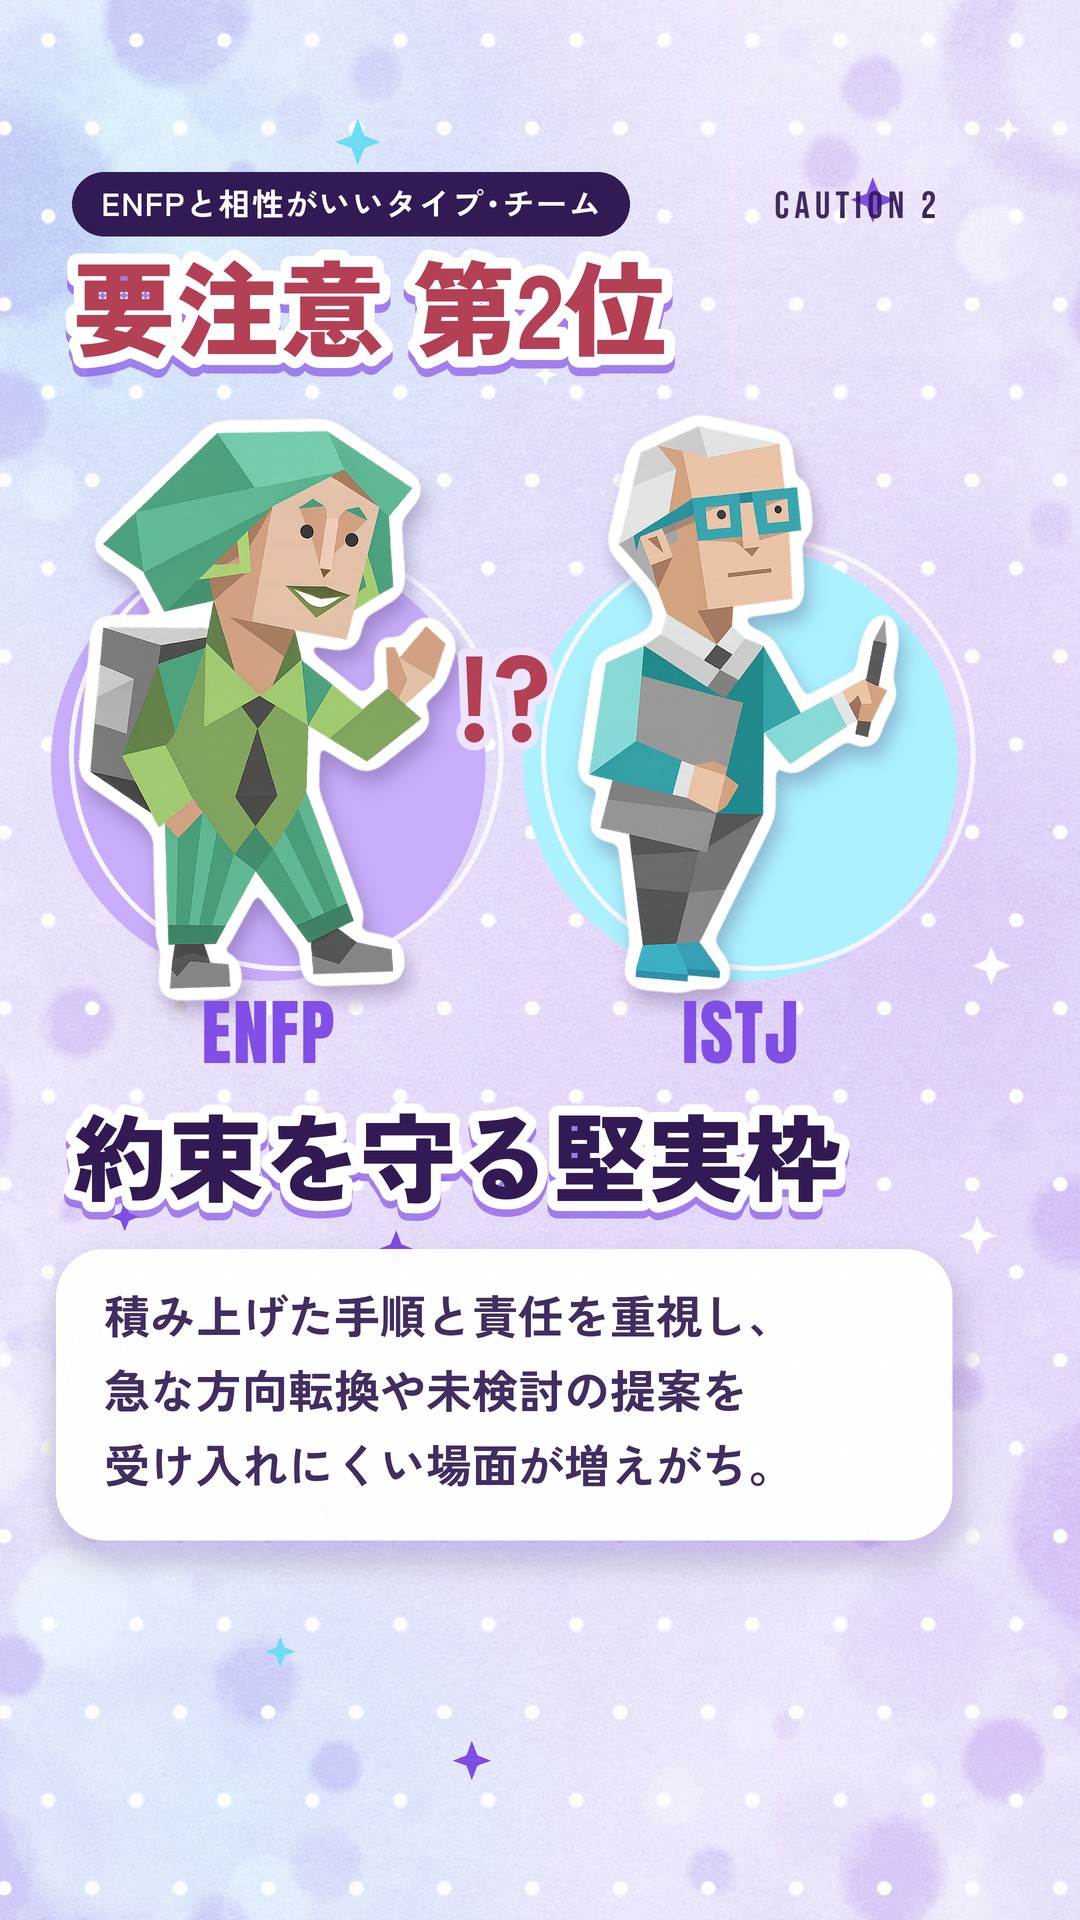 ENFPと相性がいいタイプ・チーム
CAUTION 2
要注意 第2位
!?
ENFP
ISTJ
約束を守る堅実枠
積み上げた手順と責任を重視し、
急な方向転換や未検討の提案を
受け入れにくい場面が増えがち。